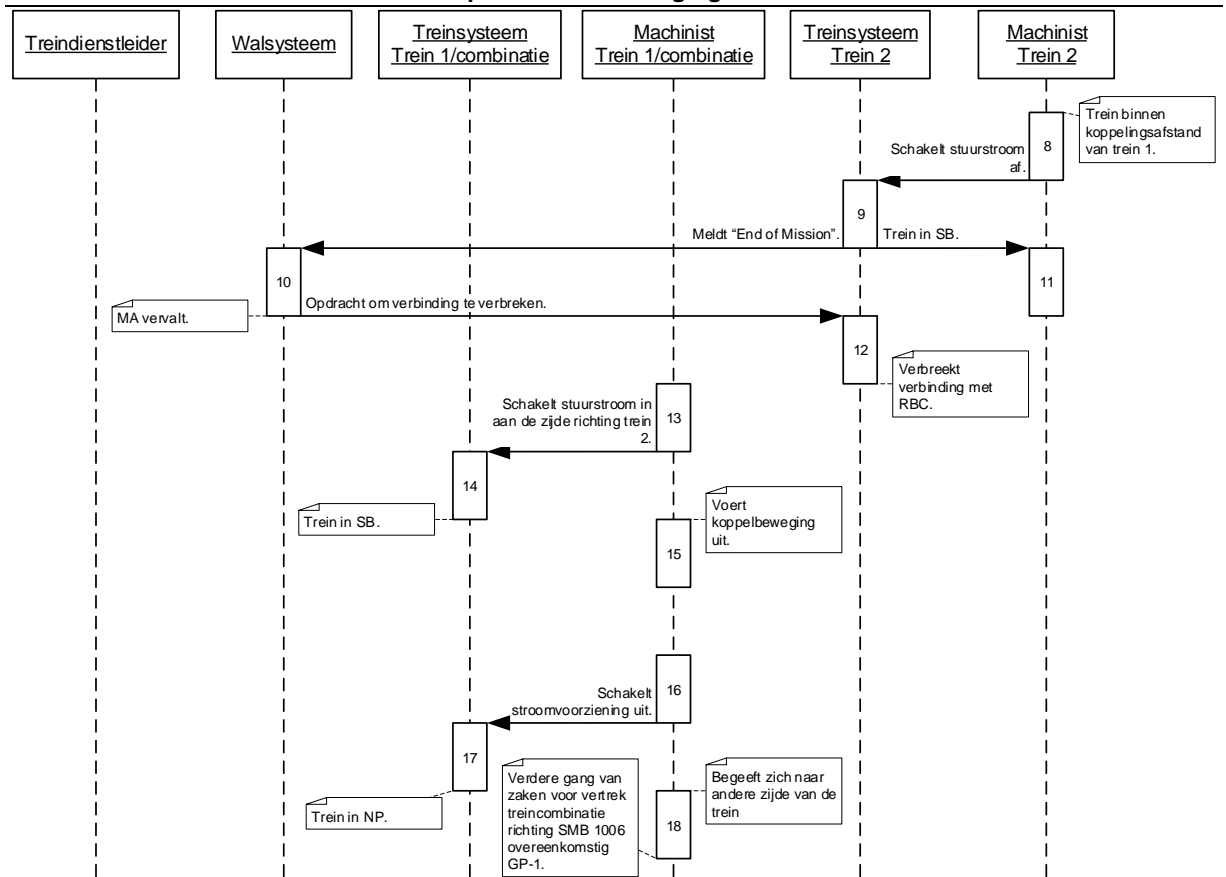 Treindienstleider
Walsysteem
Treinsysteem
Trein 1/combinatie
Machinist
Trein 1/combinatie
Treinsysteem
Trein 2
Machinist
Trein 2
8
Trein binnen
koppelingsafstand
van trein 1.
Schakelt stuurstroom
af.
9
Meldt “End of Mission”.
Trein in SB.
10
11
Opdracht om verbinding te verbreken.
MA vervalt.
12
Verbreekt
verbinding met
RBC.
13
Schakelt stuurstroom in
aan de zijde richting trein
2.
14
Trein in SB.
Voert
koppelbeweging
uit.
15
16
Schakelt
stroomvoorziening uit.
17
Trein in NP.
Verdere gang van
zaken voor vertrek
treincombinatie
richting SMB 1006
overeenkomstig
GP-1.
18
Begeeft zich naar
andere zijde van de
trein